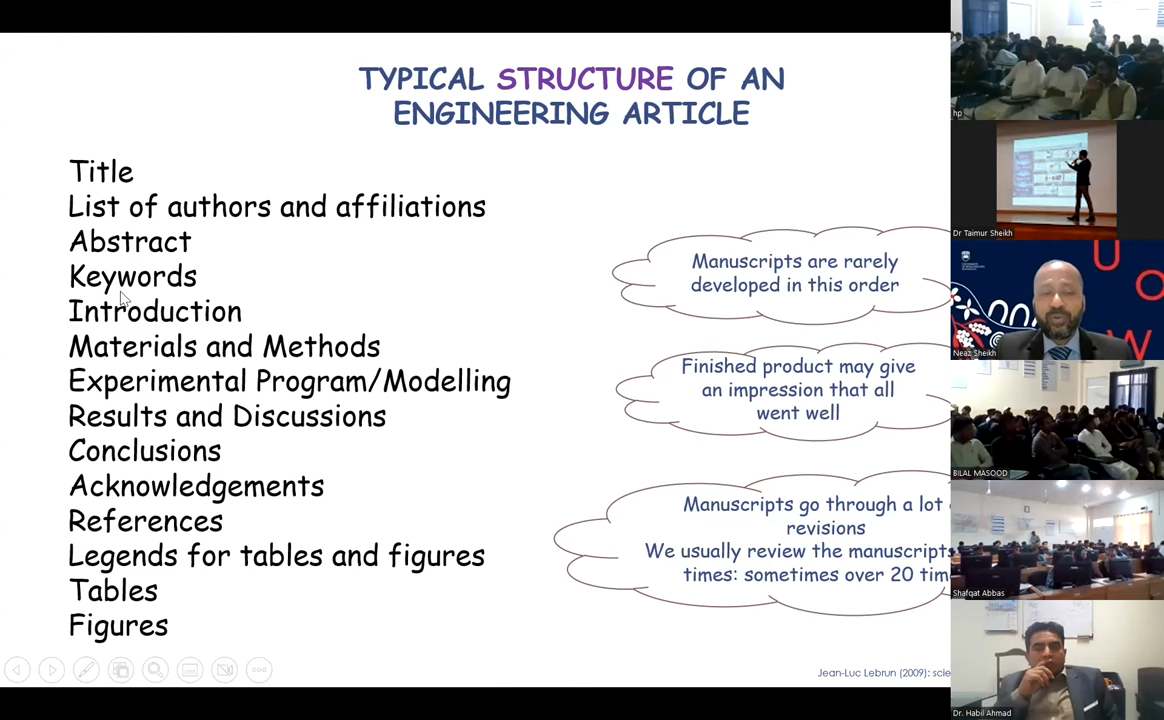 TYPICAL STRUCTURE OF AN
ENGINEERING ARTICLE
Title
List of authors and affiliations
Abstract
Keywords
Introduction
Materials and Methods
Experimental Program/Modelling
Results and Discussions
Conclusions
Acknowledgements
References
Legends for tables and figures
Tables
Figures
Manuscripts are rarely
developed in this order
Finished product may give
an impression that all
went well
Manuscripts go through a lot
revisions
We usually review the manuscripts
times: sometimes over 20 tim
Jean-Luc Lebrun (2009): scie
hp
Dr Taimur Sheikh
U
O
W
Neaz Sheikh
BILAL MASOOD
Shafqat Abbas
Dr. Habil Ahmad